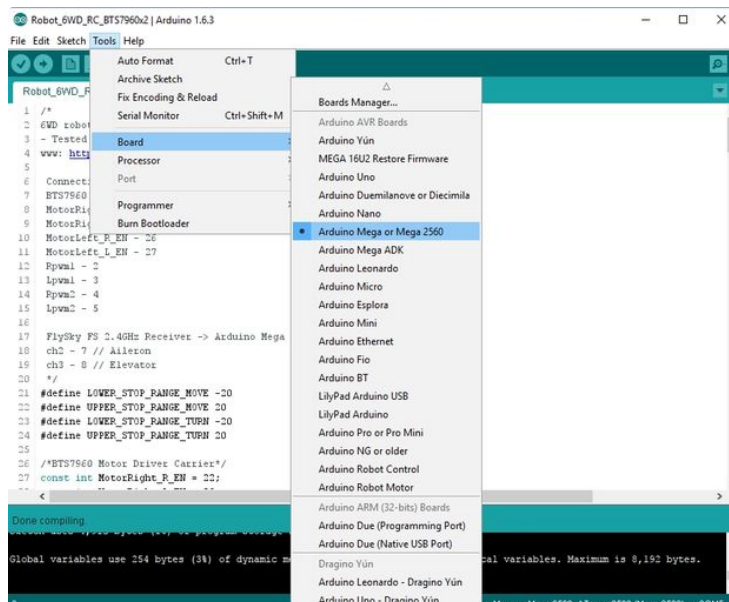 Robot_6WD_RC_BTS7960x2 | Arduino 1.6.3
File Edit Sketch Tools Help
Auto Format Ctrl+T
Archive Sketch
Fix Encoding & Reload
Serial Monitor Ctrl+Shift+M
Board
Processor
Port
Programmer
Burn Bootloader
Boards Manager...
Arduino AVR Boards
Arduino Yún
MEGA 16U2 Restore Firmware
Arduino Uno
Arduino Duemilanove or Diecimila
Arduino Nano
Arduino Mega or Mega 2560
Arduino Mega ADK
Arduino Leonardo
Arduino Micro
Arduino Esplora
Arduino Mini
Arduino Ethernet
Arduino Fio
Arduino BT
LilyPad Arduino USB
LilyPad Arduino
Arduino Pro or Pro Mini
Arduino NG or older
Arduino Robot Control
Arduino Robot Motor
Arduino ARM (32-bits) Boards
Arduino Due (Programming Port)
Arduino Due (Native USB Port)
Dragino Yún
Arduino Leonardo - Dragino Yún
Arduino Uno - Dragino Yún
Robot_6WD_R
1 /*
2 6WD robot
3 - Tested
4 www: http
5
6 Connect
7 BTS7960
8 MotorRig
9 MotorRig
10 MotorLeft_R_EN - 26
11 MotorLeft_L_EN - 27
12 Rpwm1 - 2
13 Lpwm1 - 3
14 Rpwm2 - 4
15 Lpwm2 - 5
16
17 FlySky FS 2.4GHz Receiver -> Arduino Mega
18 ch2 - 7 // Aileron
19 ch3 - 8 // Elevator
20 */
21 #define LOWER_STOP_RANGE_MOVE -20
22 #define UPPER_STOP_RANGE_MOVE 20
23 #define LOWER_STOP_RANGE_TURN -20
24 #define UPPER_STOP_RANGE_TURN 20
25
26 /*BTS7960 Motor Driver Carrier*/
27 const int MotorRight_R_EN = 22;
Done compiling.
Global variables use 254 bytes (3%) of dynamic m cal variables. Maximum is 8,192 bytes.